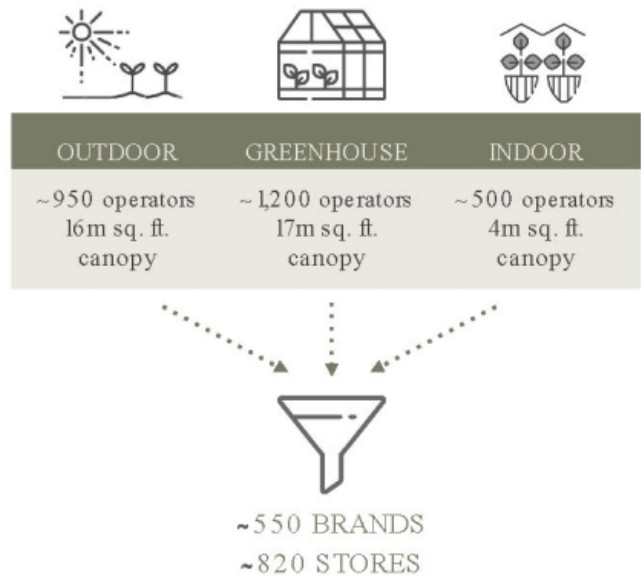 OUTDOOR GREENHOUSE INDOOR
~950 operators ~1,200 operators ~500 operators
16m sq. ft. 17m sq. ft. 4m sq. ft.
canopy canopy canopy
~550 BRANDS
~820 STORES